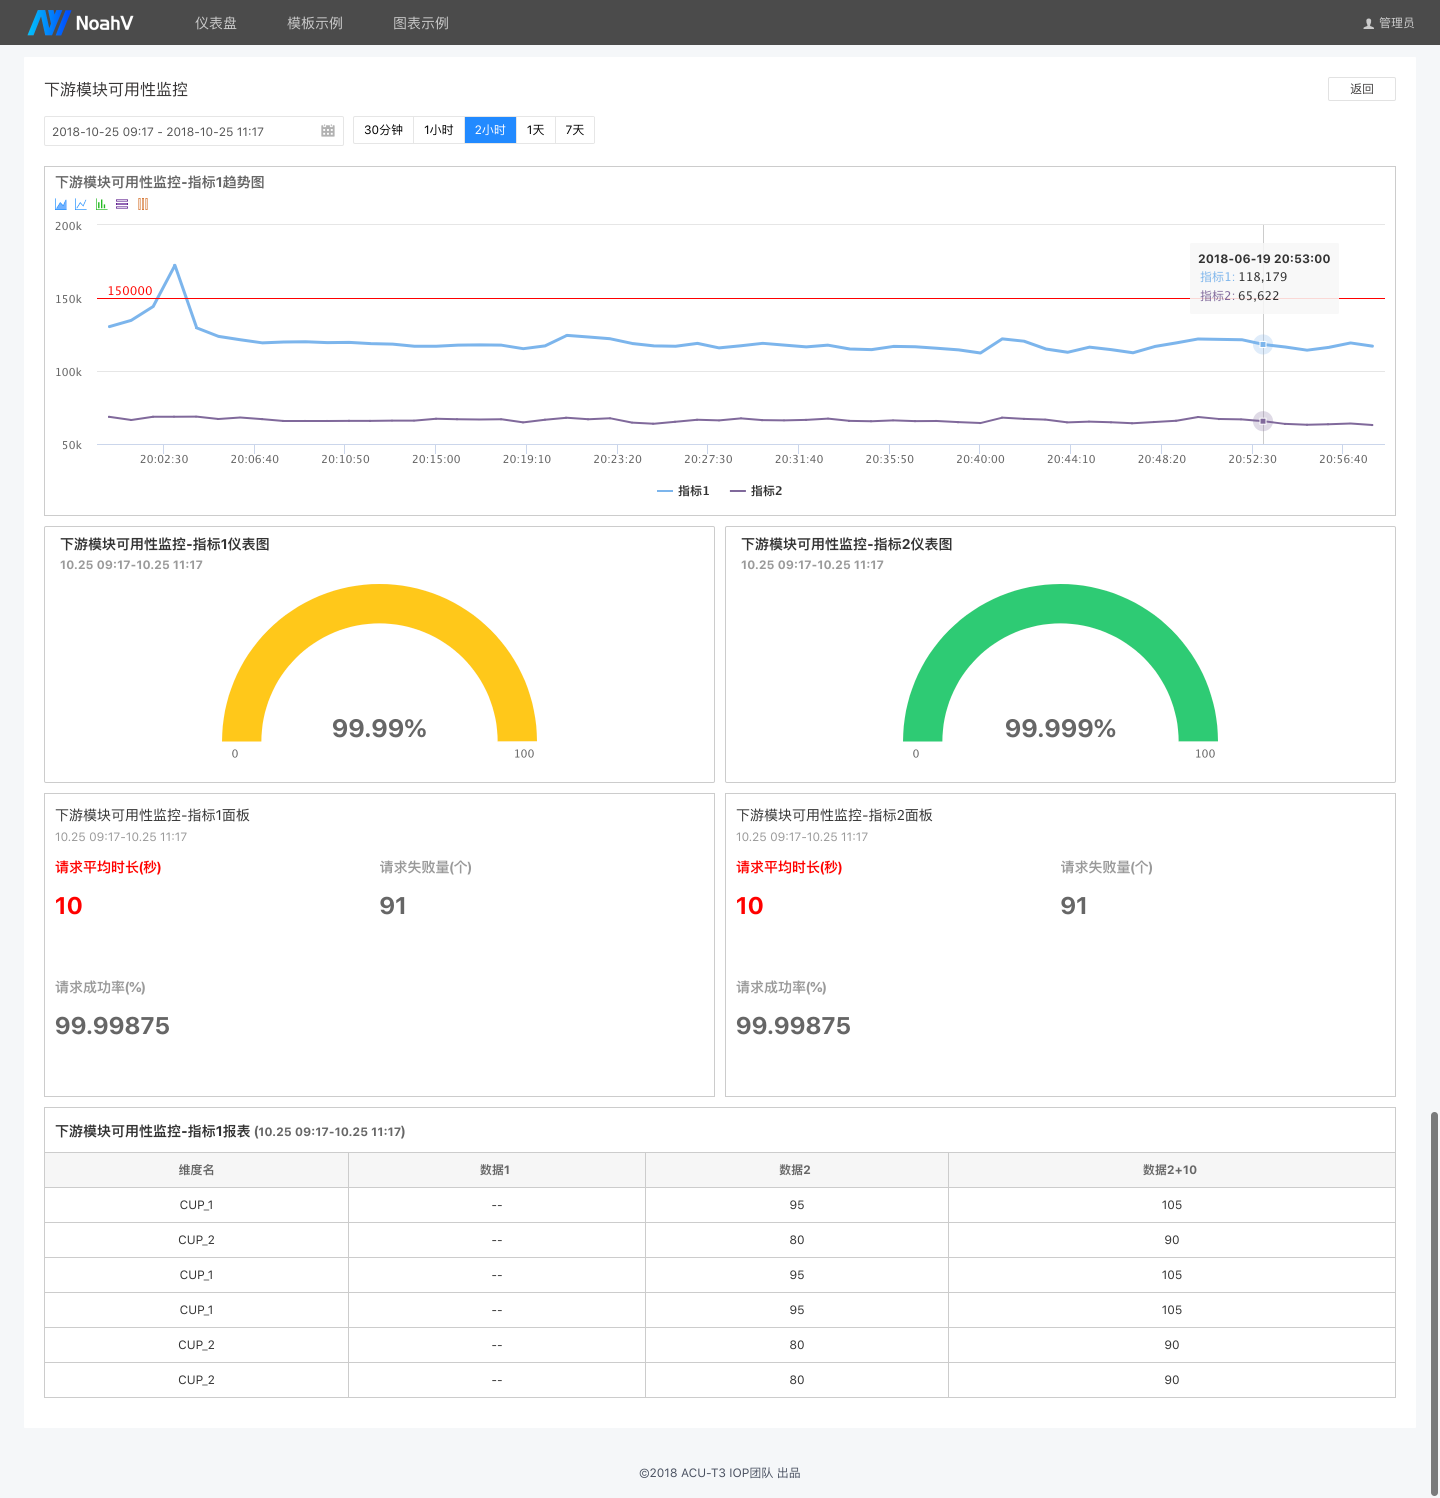 NoahV 仪表盘 模板示例 图表示例 管理员
下游模块可用性监控 返回
2018-10-25 09:17 - 2018-10-25 11:17 30分钟 1小时 2小时 1天 7天
下游模块可用性监控-指标1趋势图
200k
150k
100k
50k
150000
2018-06-19 20:53:00
指标1: 118,179
指标2: 65,622
20:02:30 20:06:40 20:10:50 20:15:00 20:19:10 20:23:20 20:27:30 20:31:40 20:35:50 20:40:00 20:44:10 20:48:20 20:52:30 20:56:40
指标1 指标2
下游模块可用性监控-指标1仪表图
10.25 09:17-10.25 11:17
99.99%
0 100
下游模块可用性监控-指标2仪表图
10.25 09:17-10.25 11:17
99.999%
0 100
下游模块可用性监控-指标1面板
10.25 09:17-10.25 11:17
请求平均时长(秒) 请求失败量(个)
10 91
请求成功率(%)
99.99875
下游模块可用性监控-指标2面板
10.25 09:17-10.25 11:17
请求平均时长(秒) 请求失败量(个)
10 91
请求成功率(%)
99.99875
下游模块可用性监控-指标1报表 (10.25 09:17-10.25 11:17)
维度名 数据1 数据2 数据2+10
CUP_1 -- 95 105
CUP_2 -- 80 90
CUP_1 -- 95 105
CUP_1 -- 95 105
CUP_2 -- 80 90
CUP_2 -- 80 90
©2018 ACU-T3 IOP团队 出品